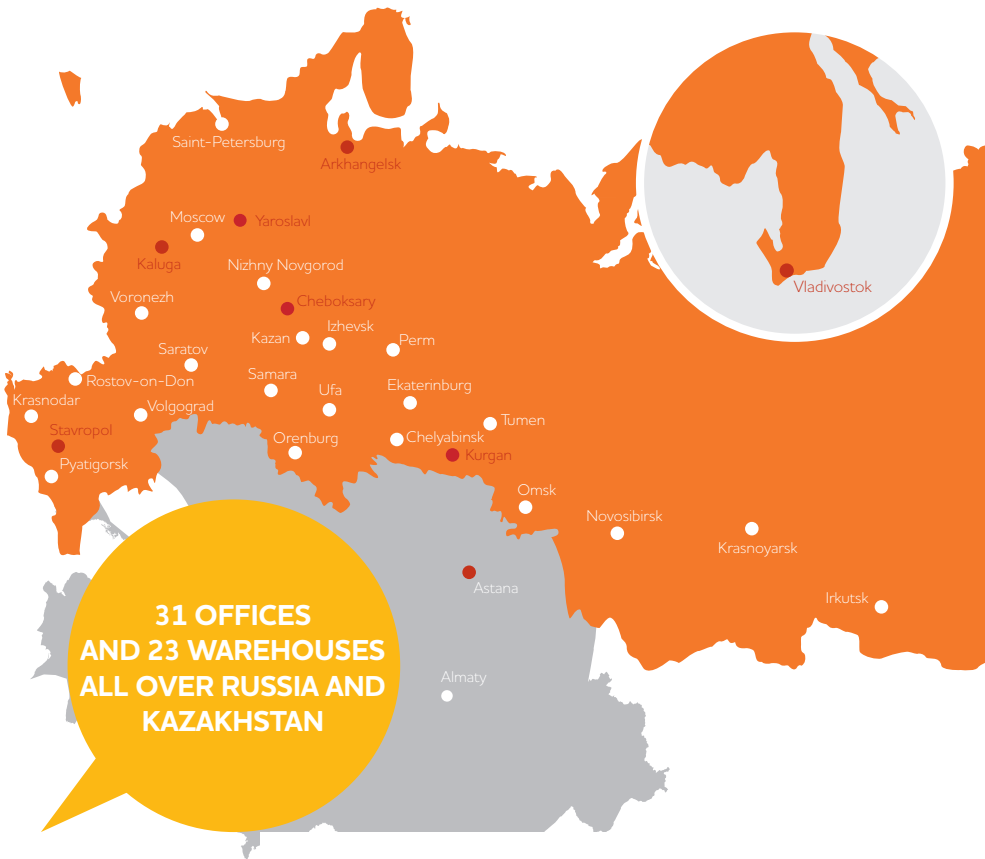 Saint-Petersburg
Arkhangelsk
Moscow
Yaroslavl
Kaluga
Nizhny Novgorod
Vladivostok
Voronezh
Cheboksary
Izhevsk
Kazan
Perm
Saratov
Samara
Rostov-on-Don
Ufa
Ekaterinburg
Krasnodar
Volgograd
Tumen
Stavropol
Orenburg
Chelyabinsk
Kurgan
Pyatigorsk
Omsk
Novosibirsk
Krasnoyarsk
Astana
Irkutsk
31 OFFICES
AND 23 WAREHOUSES
ALL OVER RUSSIA AND
KAZAKHSTAN
Almaty